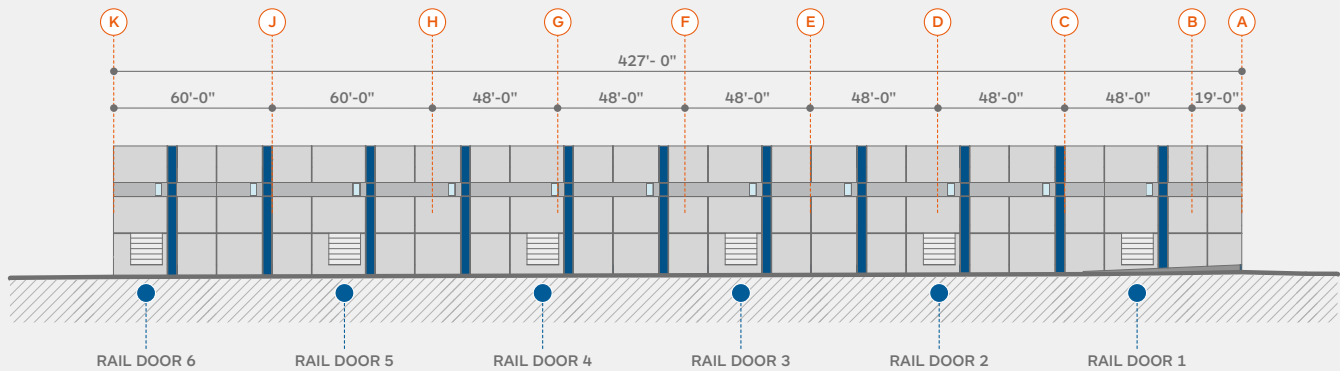 K J H G F E D C B A
427'- 0"
60'-0" 60'-0" 48'-0" 48'-0" 48'-0" 48'-0" 48'-0" 48'-0" 19'-0"
RAIL DOOR 6 RAIL DOOR 5 RAIL DOOR 4 RAIL DOOR 3 RAIL DOOR 2 RAIL DOOR 1